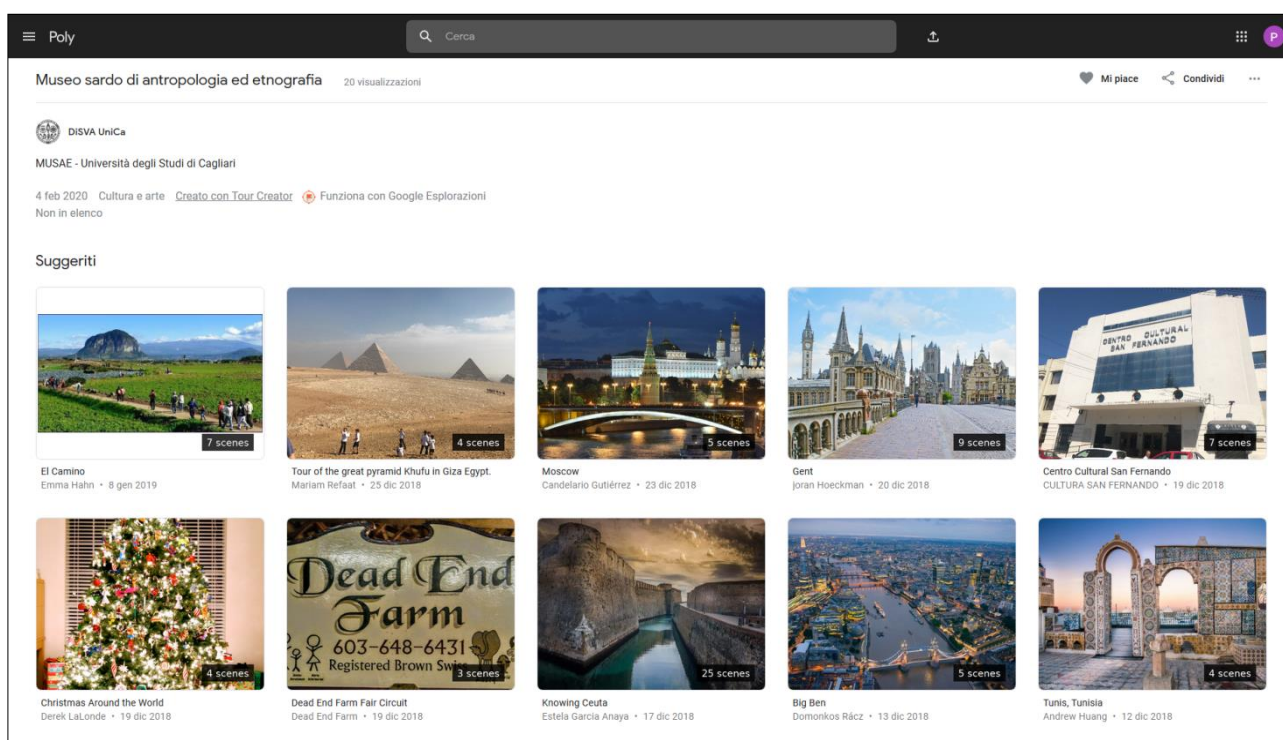 Poly
Cerca
P
Museo sardo di antropologia ed etnografia 20 visualizzazioni
Mi piace Condividi
DiSVA UniCa
MUSAE - Università degli Studi di Cagliari
4 feb 2020 Cultura e arte Creato con Tour Creator Funziona con Google Esplorazioni
Non in elenco
Suggeriti
7 scenes
El Camino
Emma Hahn • 8 gen 2019
4 scenes
Tour of the great pyramid Khufu in Giza Egypt.
Mariam Refaat • 25 dic 2018
5 scenes
Moscow
Candelario Gutiérrez • 23 dic 2018
9 scenes
Gent
joran Hoeckman • 20 dic 2018
CENTRO CULTURAL
SAN FERNANDO
7 scenes
Centro Cultural San Fernando
CULTURA SAN FERNANDO • 19 dic 2018
4 scenes
Christmas Around the World
Derek LaLonde • 19 dic 2018
Dead End
Farm
603-648-6431
Registered Brown Swiss
3 scenes
Dead End Farm Fair Circuit
Dead End Farm • 19 dic 2018
25 scenes
Knowing Ceuta
Estela Garcia Anaya • 17 dic 2018
5 scenes
Big Ben
Domonkos Rácz • 13 dic 2018
4 scenes
Tunis, Tunisia
Andrew Huang • 12 dic 2018